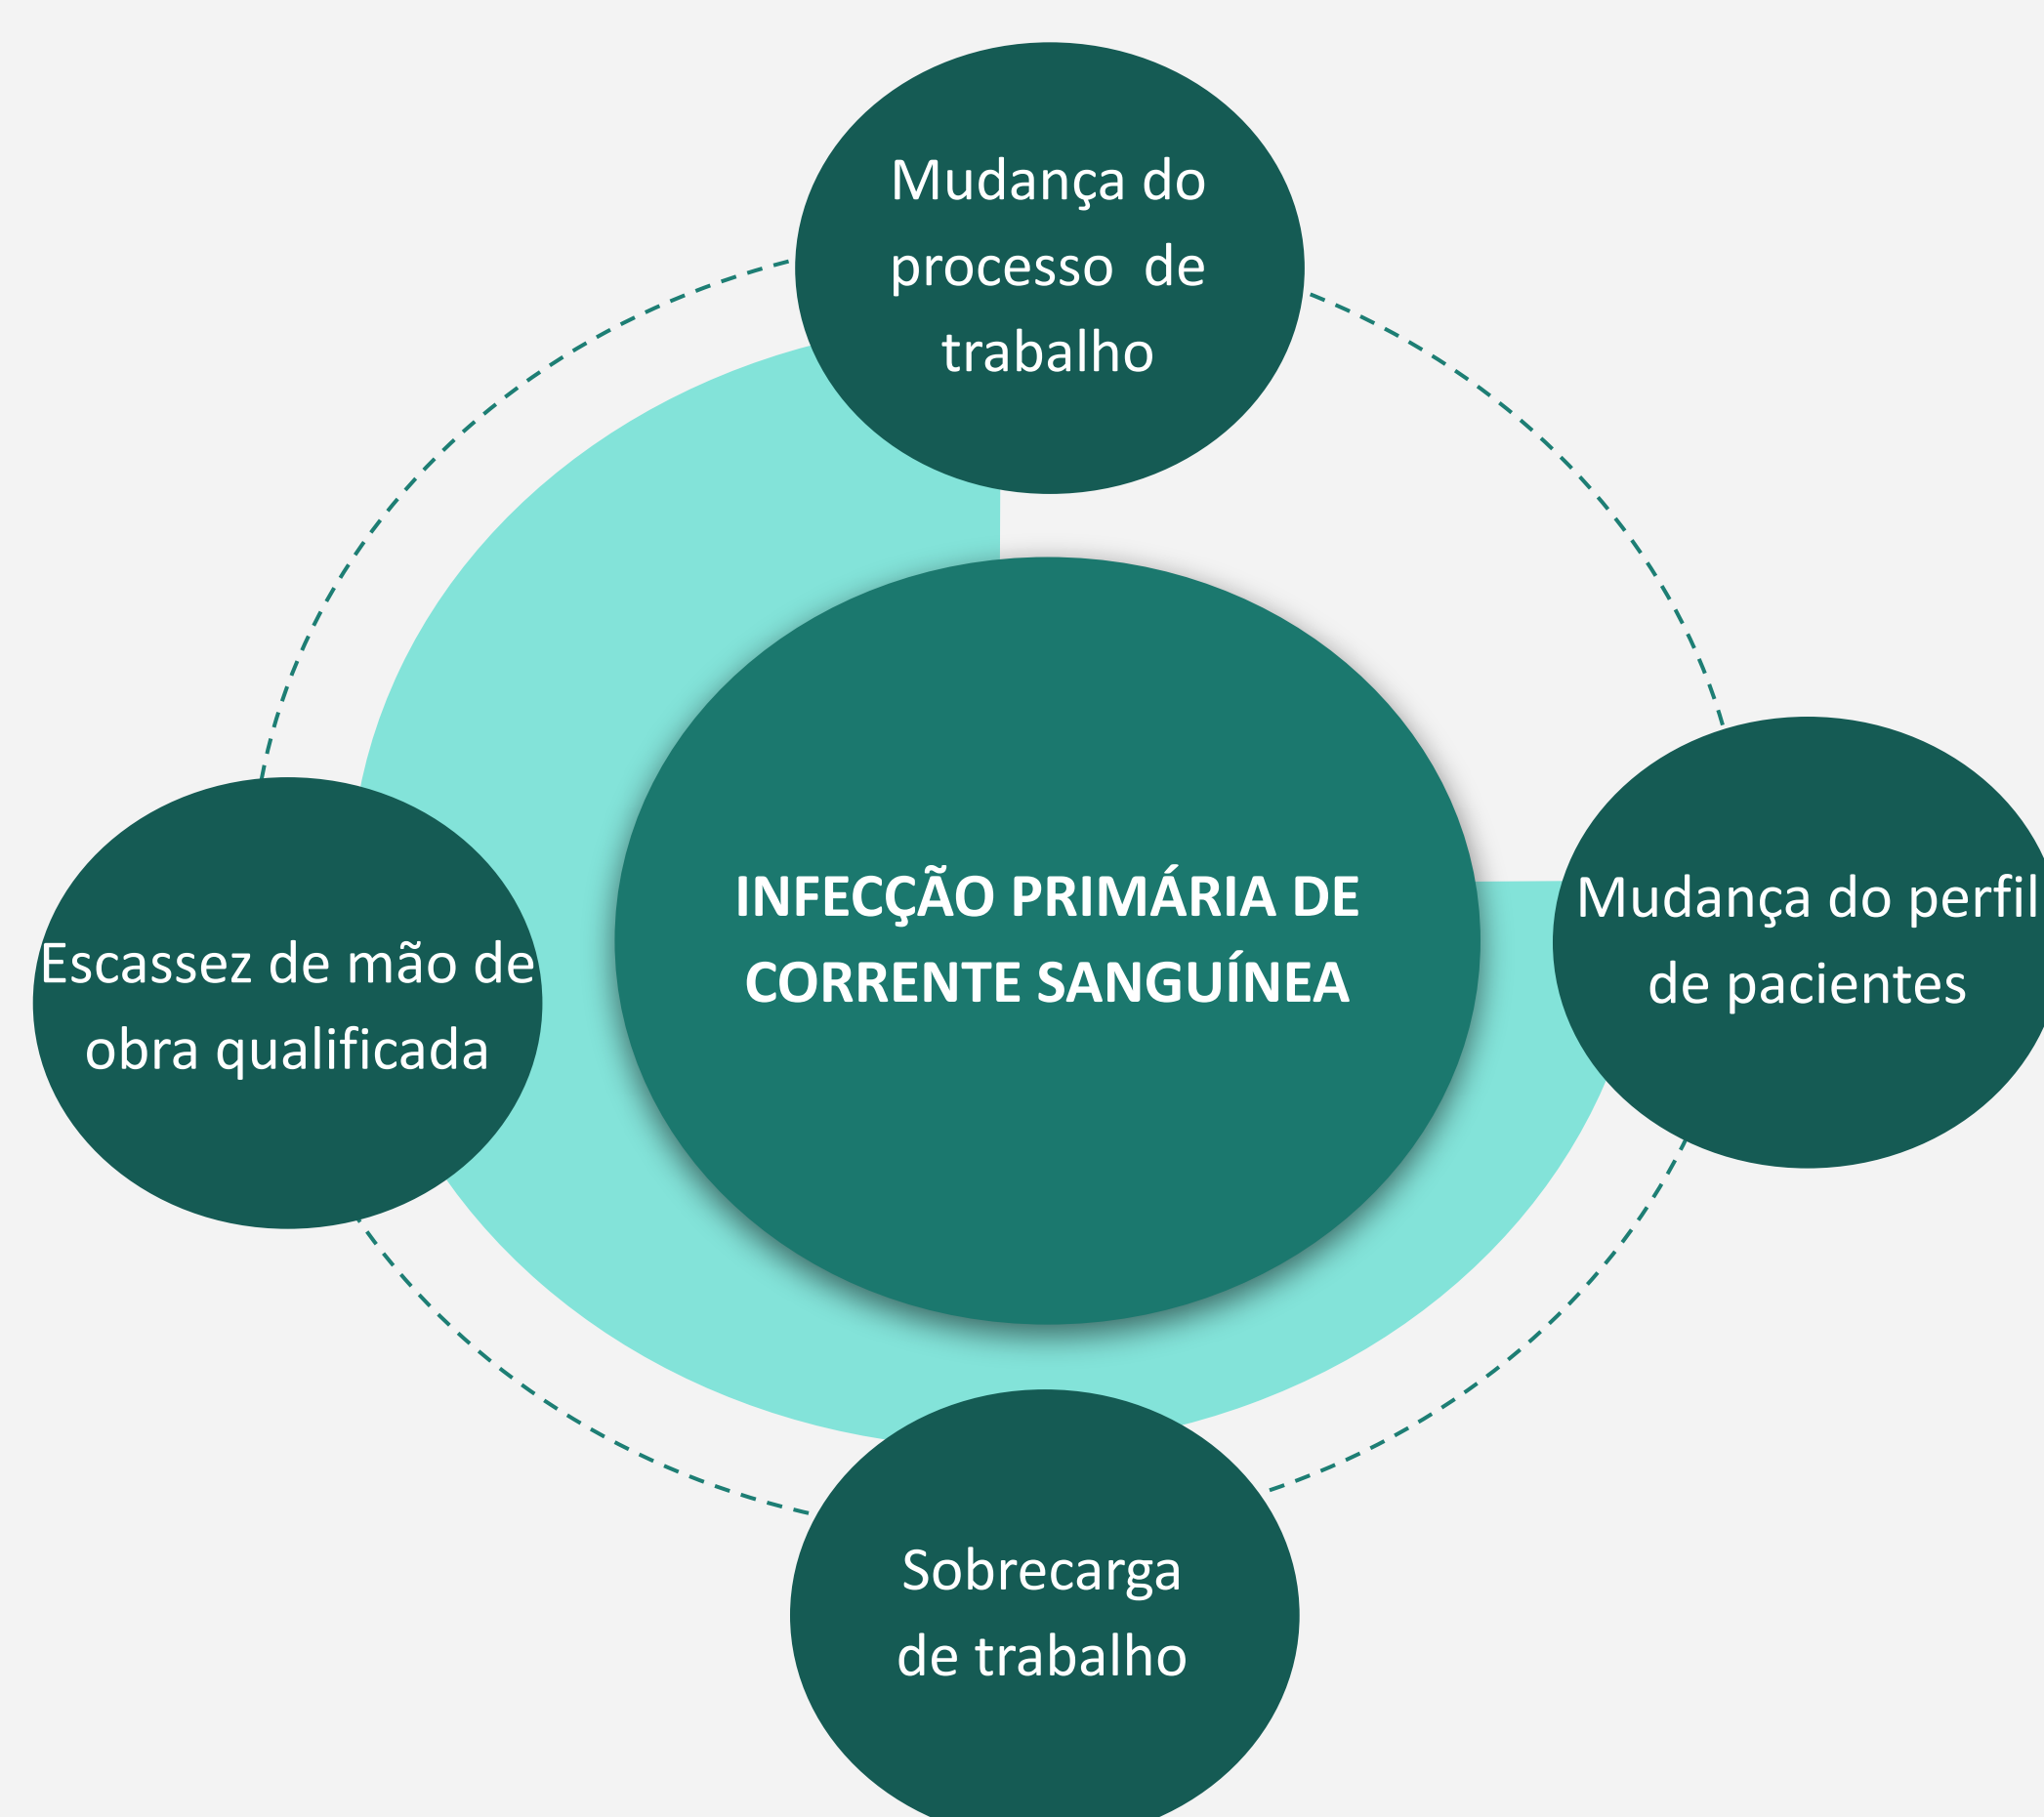 Mudança do
processo de
trabalho
INFECÇÃO PRIMÁRIA DE
CORRENTE SANGUÍNEA
Mudança do perfil
de pacientes
Escassez de mão de
obra qualificada
Sobrecarga
de trabalho